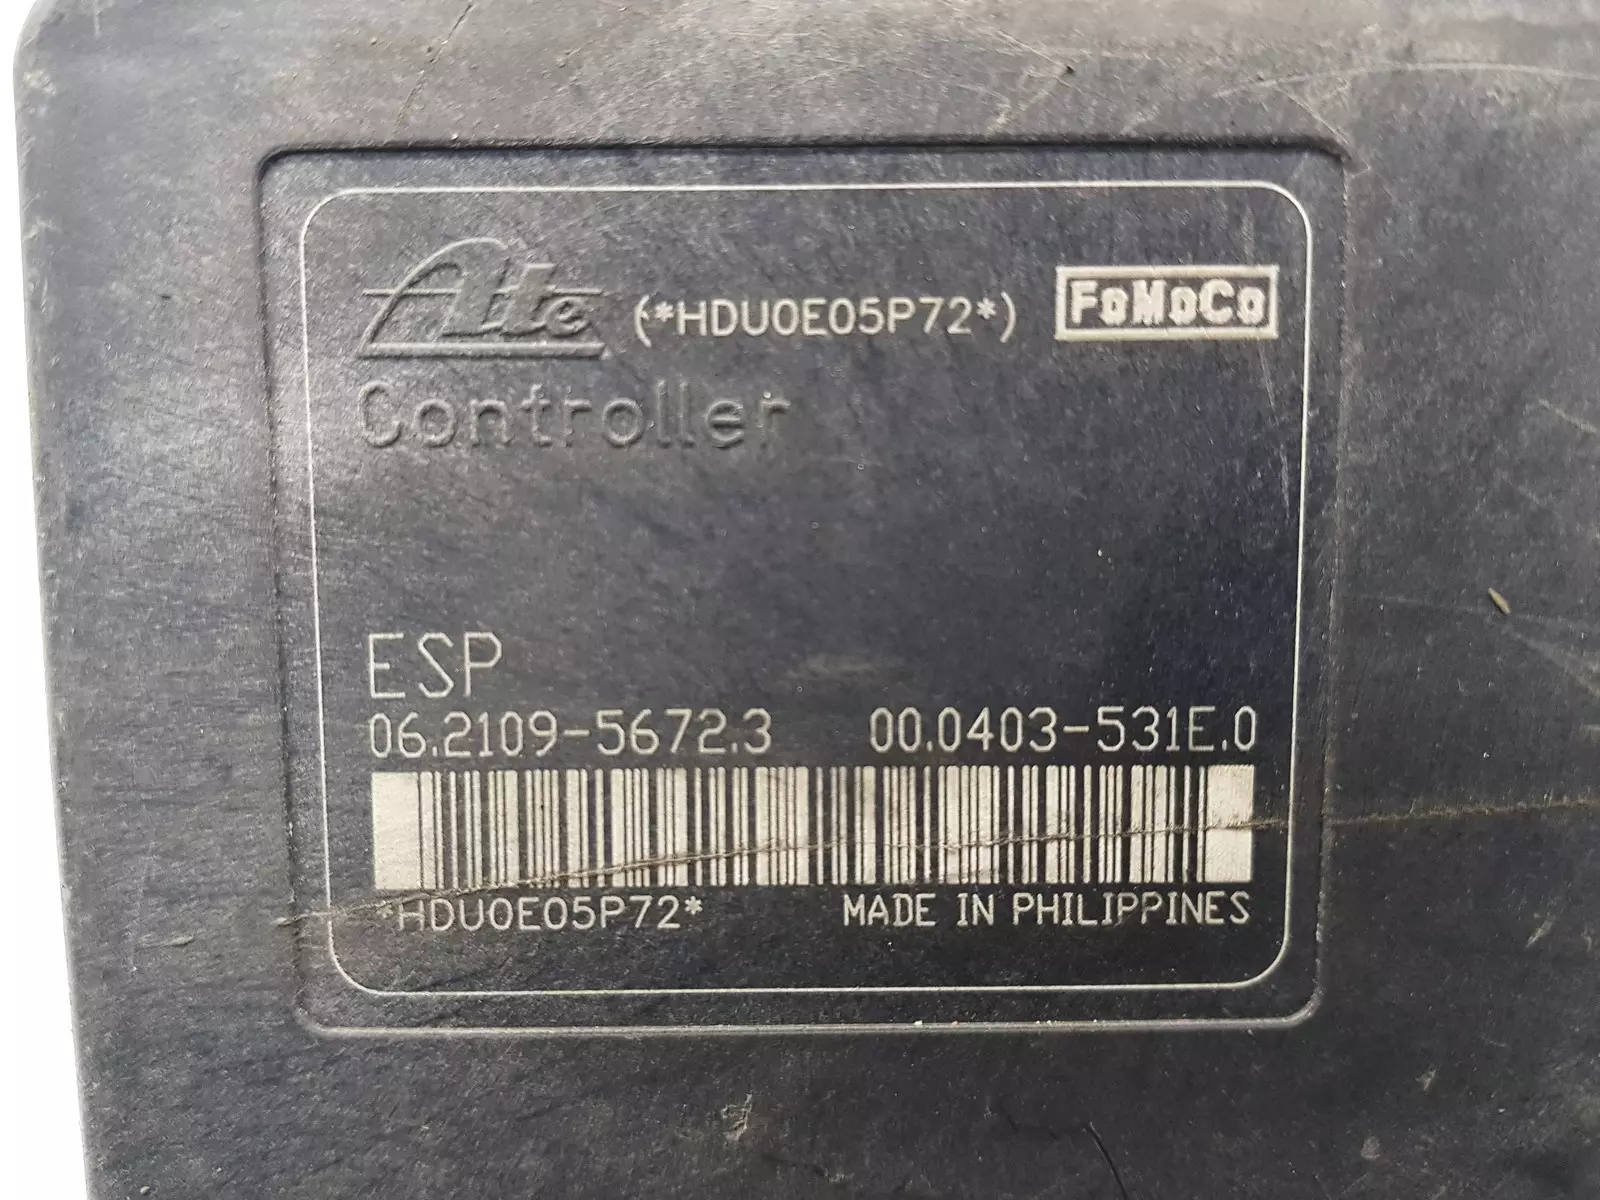 Ate (*HDU0E05P72*) FoMoCo
Controller
ESP
06.2109-5672.3 00.0403-531E.0
*HDU0E05P72* MADE IN PHILIPPINES